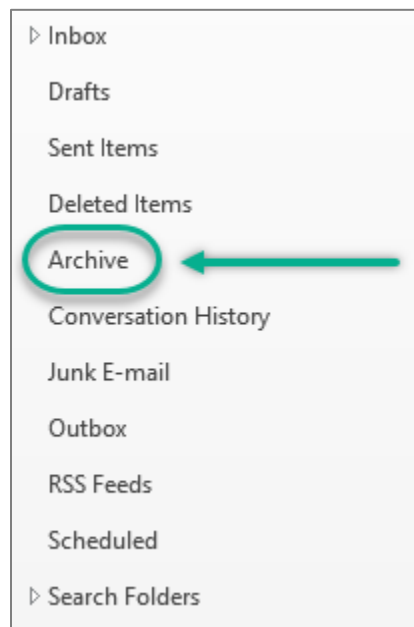 Inbox
Drafts
Sent Items
Deleted Items
Archive
Conversation History
Junk E-mail
Outbox
RSS Feeds
Scheduled
Search Folders